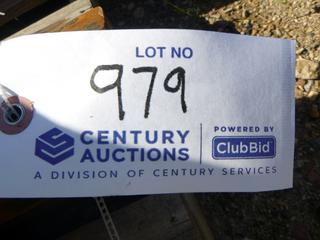 LOT NO
979
CENTURY AUCTIONS
POWERED BY
ClubBid
A DIVISION OF CENTURY SERVICES